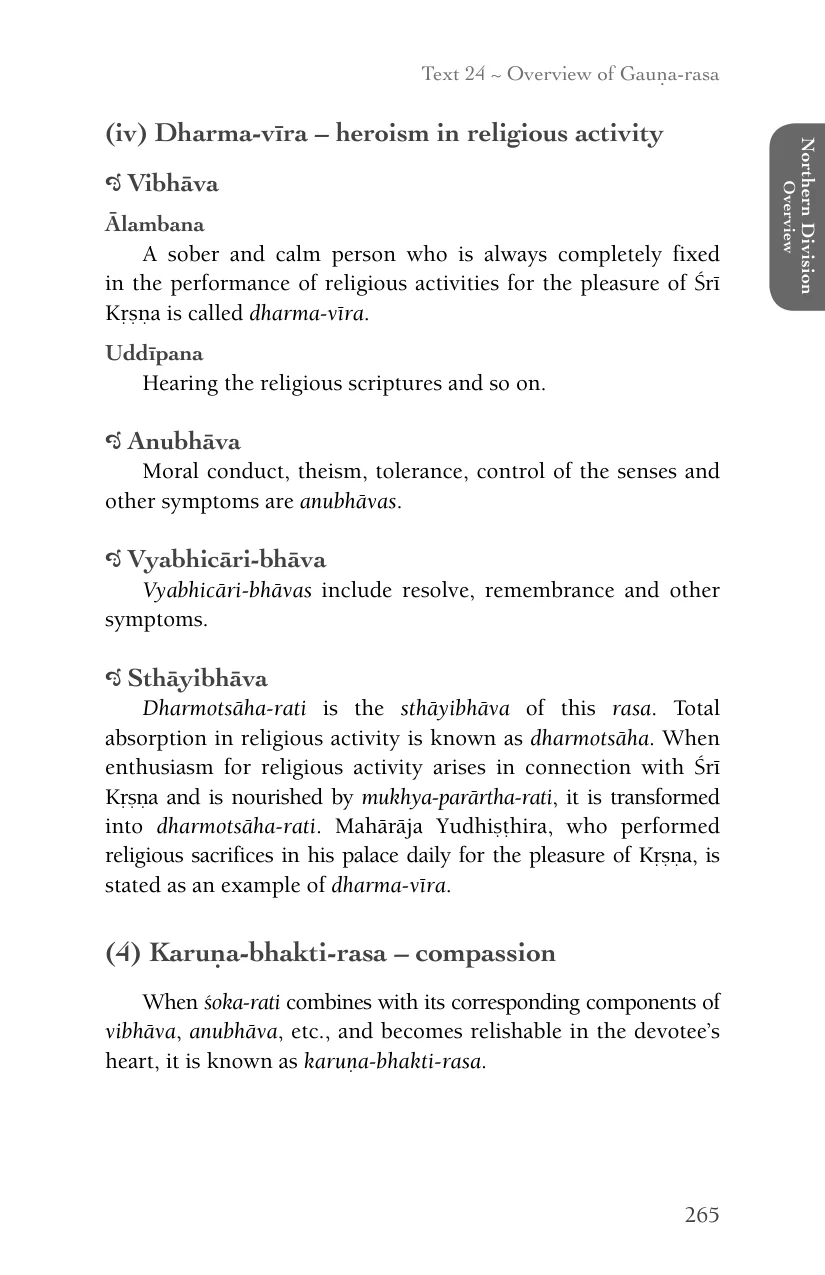 Text 24 ~ Overview of Gauṇa-rasa
Northern Division
Overview
(iv) Dharma-vīra – heroism in religious activity
Vibhāva
Ālambana
A sober and calm person who is always completely fixed
in the performance of religious activities for the pleasure of Śrī
Kṛṣṇa is called dharma-vīra.
Uddīpana
Hearing the religious scriptures and so on.
Anubhāva
Moral conduct, theism, tolerance, control of the senses and
other symptoms are anubhāvas.
Vyabhicāri-bhāva
Vyabhicāri-bhāvas include resolve, remembrance and other
symptoms.
Sthāyibhāva
Dharmotsāha-rati is the sthāyibhāva of this rasa. Total
absorption in religious activity is known as dharmotsāha. When
enthusiasm for religious activity arises in connection with Śrī
Kṛṣṇa and is nourished by mukhya-parārtha-rati, it is transformed
into dharmotsāha-rati. Mahārāja Yudhiṣṭhira, who performed
religious sacrifices in his palace daily for the pleasure of Kṛṣṇa, is
stated as an example of dharma-vīra.
(4) Karuṇa-bhakti-rasa – compassion
When śoka-rati combines with its corresponding components of
vibhāva, anubhāva, etc., and becomes relishable in the devotee’s
heart, it is known as karuṇa-bhakti-rasa.
265